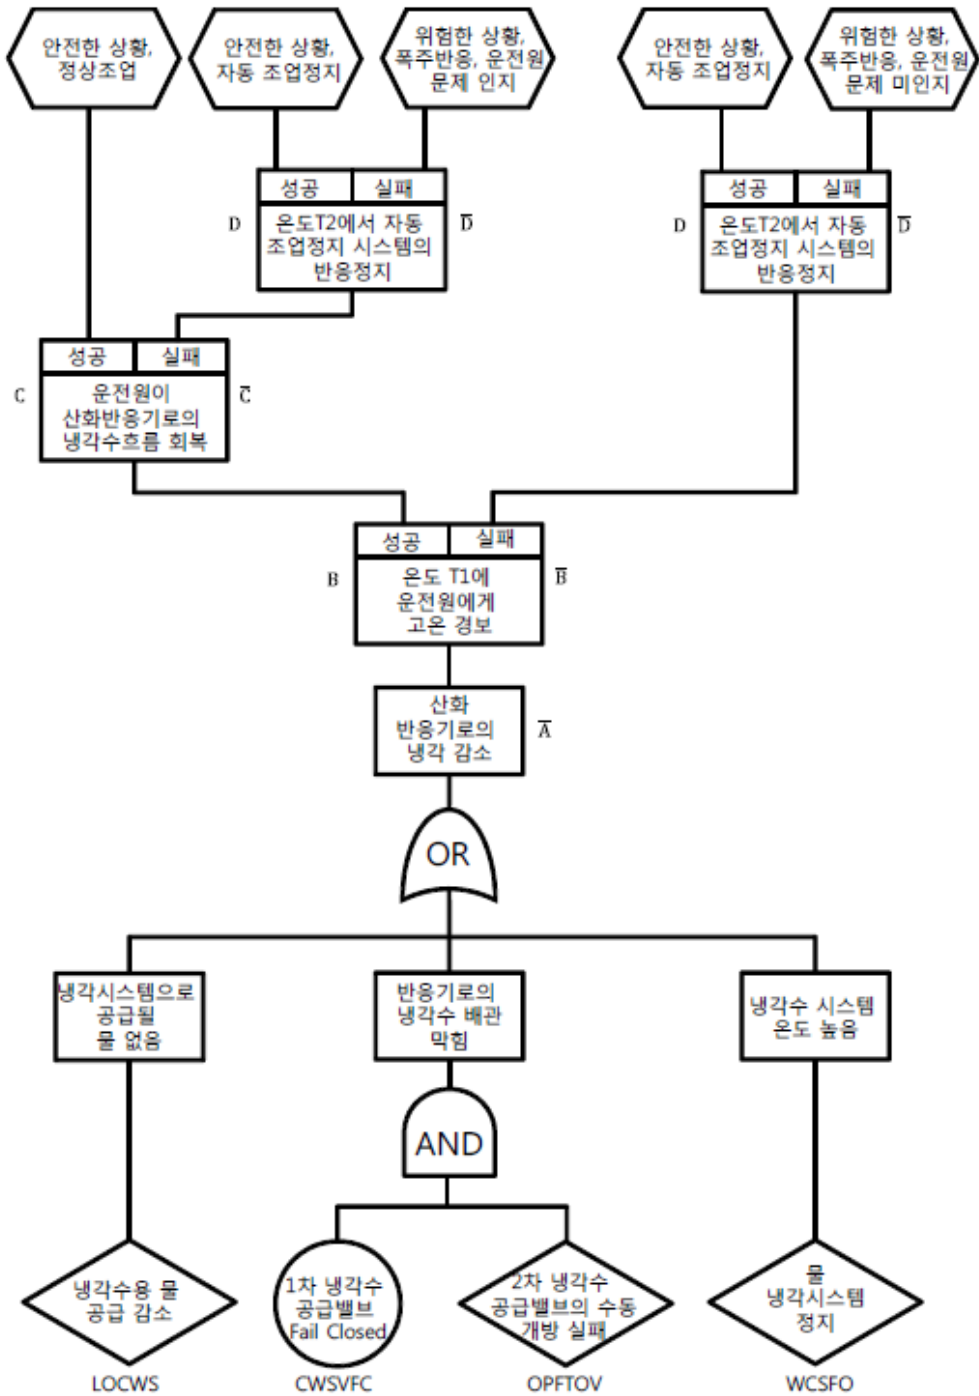 안전한 상황,
정상조업
안전한 상황,
자동 조업정지
위험한 상황,
폭주반응, 운전원
문제 인지
안전한 상황,
자동 조업정지
위험한 상황,
폭주반응, 운전원
문제 미인지
성공
실패
D
온도T2에서 자동
조업정지 시스템의
반응정지
D̅
성공
실패
D
온도T2에서 자동
조업정지 시스템의
반응정지
D̅
성공
실패
C
운전원이
산화반응기로의
냉각수흐름 회복
C̅
성공
실패
B
온도 T1에
운전원에게
고온 경보
B̅
산화
반응기로의
냉각 감소
A̅
OR
냉각시스템으로
공급될
물 없음
반응기로의
냉각수 배관
막힘
냉각수 시스템
온도 높음
AND
냉각수용 물
공급 감소
1차 냉각수
공급밸브
Fail Closed
2차 냉각수
공급밸브의 수동
개방 실패
물
냉각시스템
정지
LOCWS
CWSVFC
OPFTOV
WCSFO